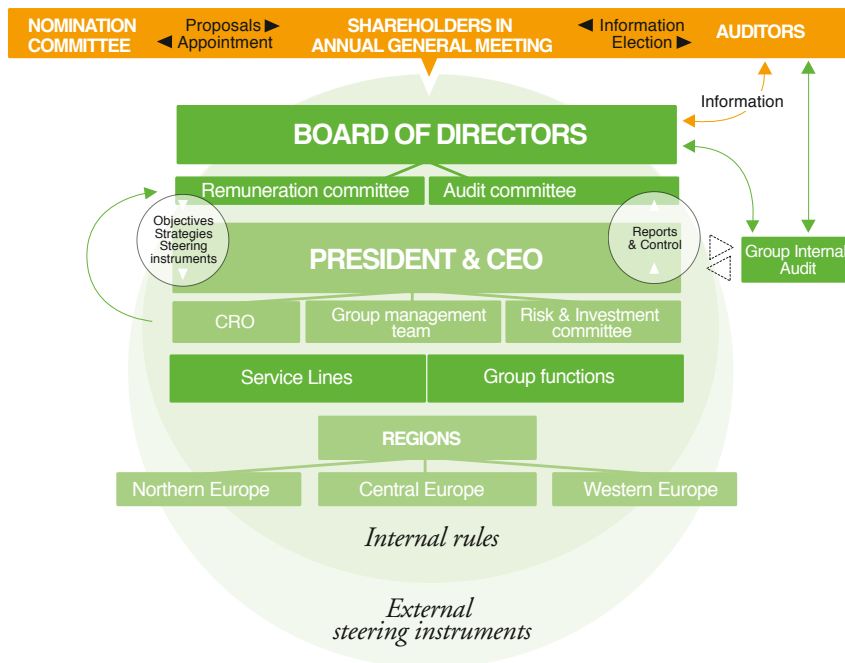 NOMINATION
COMMITTEE
Proposals
Appointment
SHAREHOLDERS IN
ANNUAL GENERAL MEETING
Information
Election
AUDITORS
Information
BOARD OF DIRECTORS
Remuneration committee
Audit committee
Objectives
Strategies
Steering
instruments
Reports
& Control
PRESIDENT & CEO
Group Internal
Audit
CRO
Group management
team
Risk & Investment
committee
Service Lines
Group functions
REGIONS
Northern Europe
Central Europe
Western Europe
Internal rules
External
steering instruments